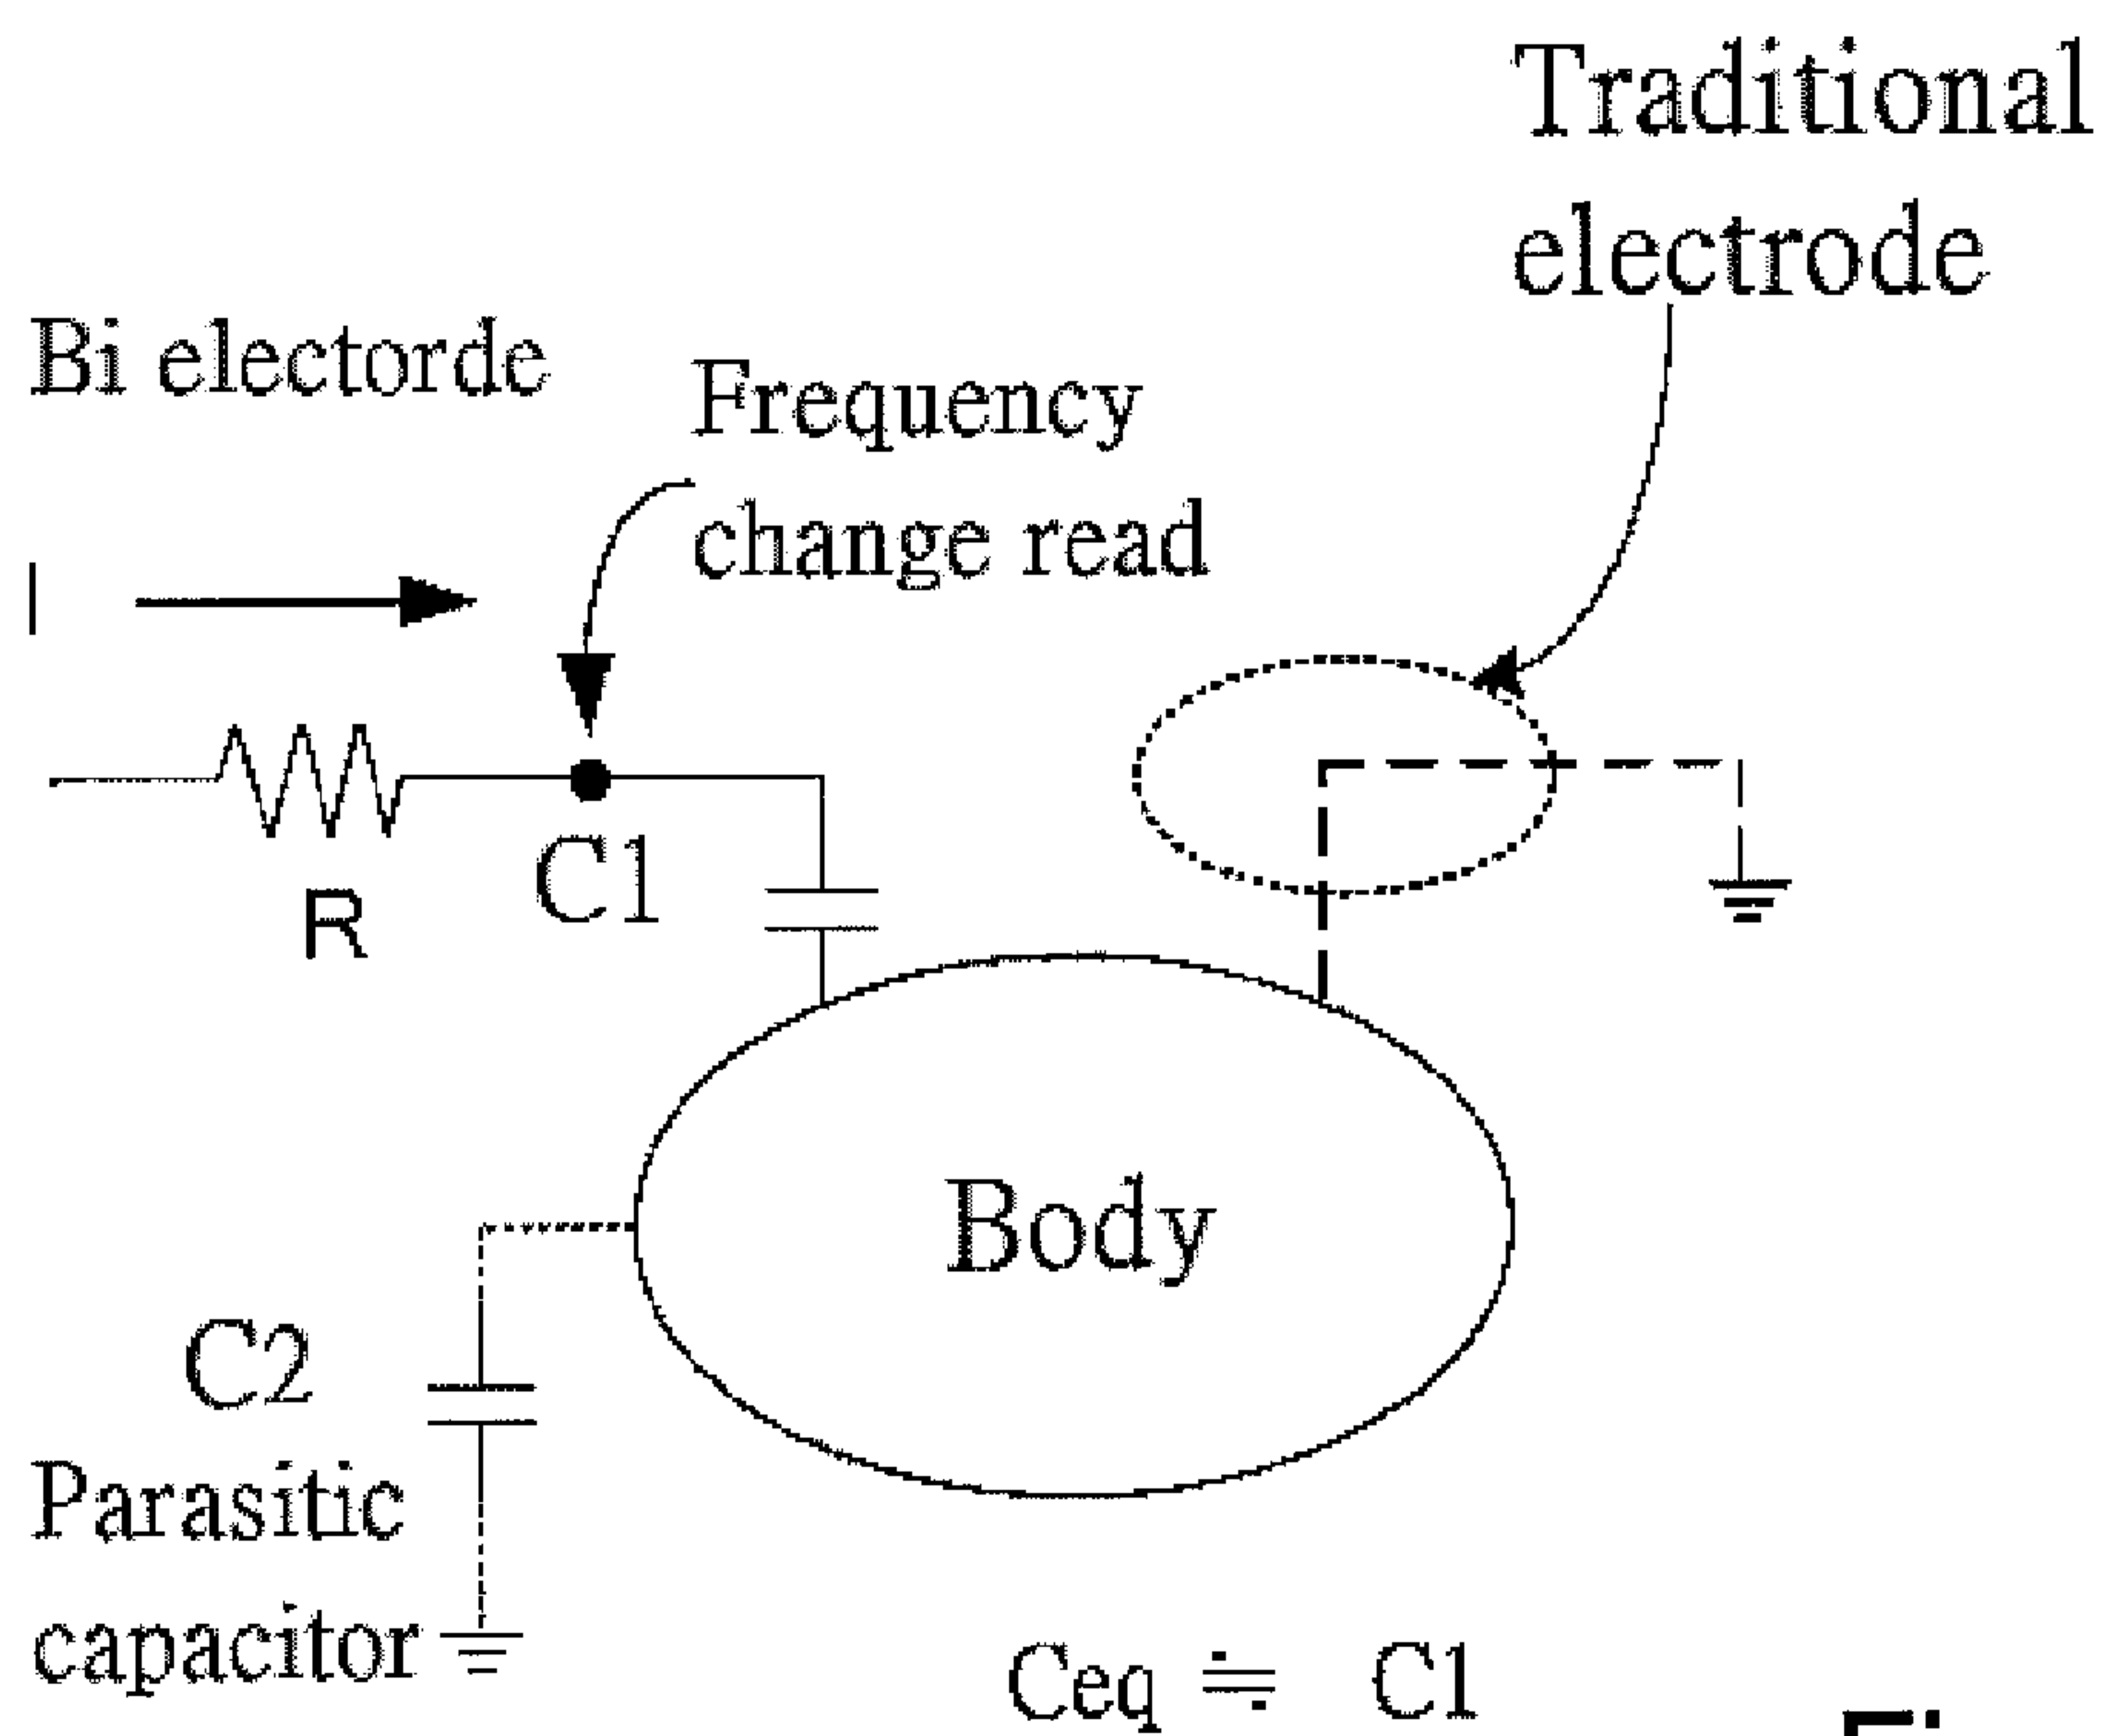 Traditional
electrode
Bi electorde
Frequency
change read
I
R
C1
Body
C2
Parasitic
capacitor
Ceq ≒ C1